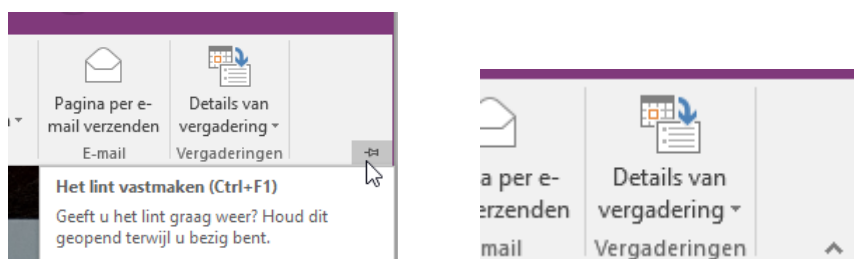 Pagina per e-
mail verzenden
Details van
vergadering
E-mail
Vergaderingen
Het lint vastmaken (Ctrl+F1)
Geeft u het lint graag weer? Houd dit
geopend terwijl u bezig bent.
a per e-
erzenden
Details van
vergadering
mail
Vergaderingen